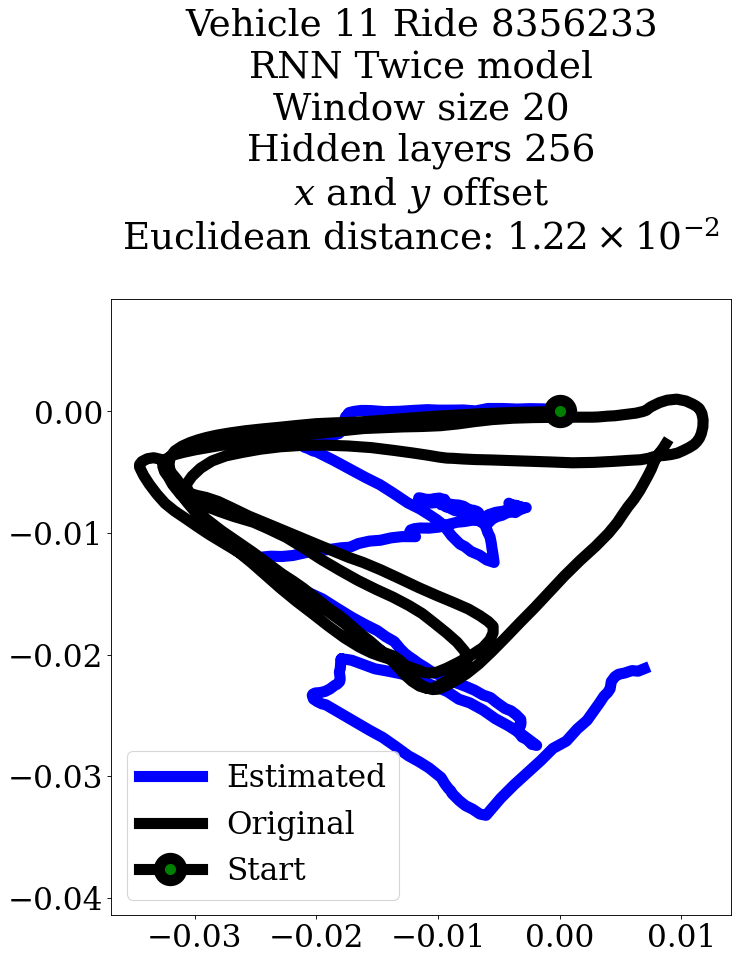 Vehicle 11 Ride 8356233
RNN Twice model
Window size 20
Hidden layers 256
x and y offset
Euclidean distance: 1.22 × 10⁻²
0.00
−0.01
−0.02
−0.03
−0.04
Estimated
Original
Start
−0.03 −0.02 −0.01 0.00 0.01